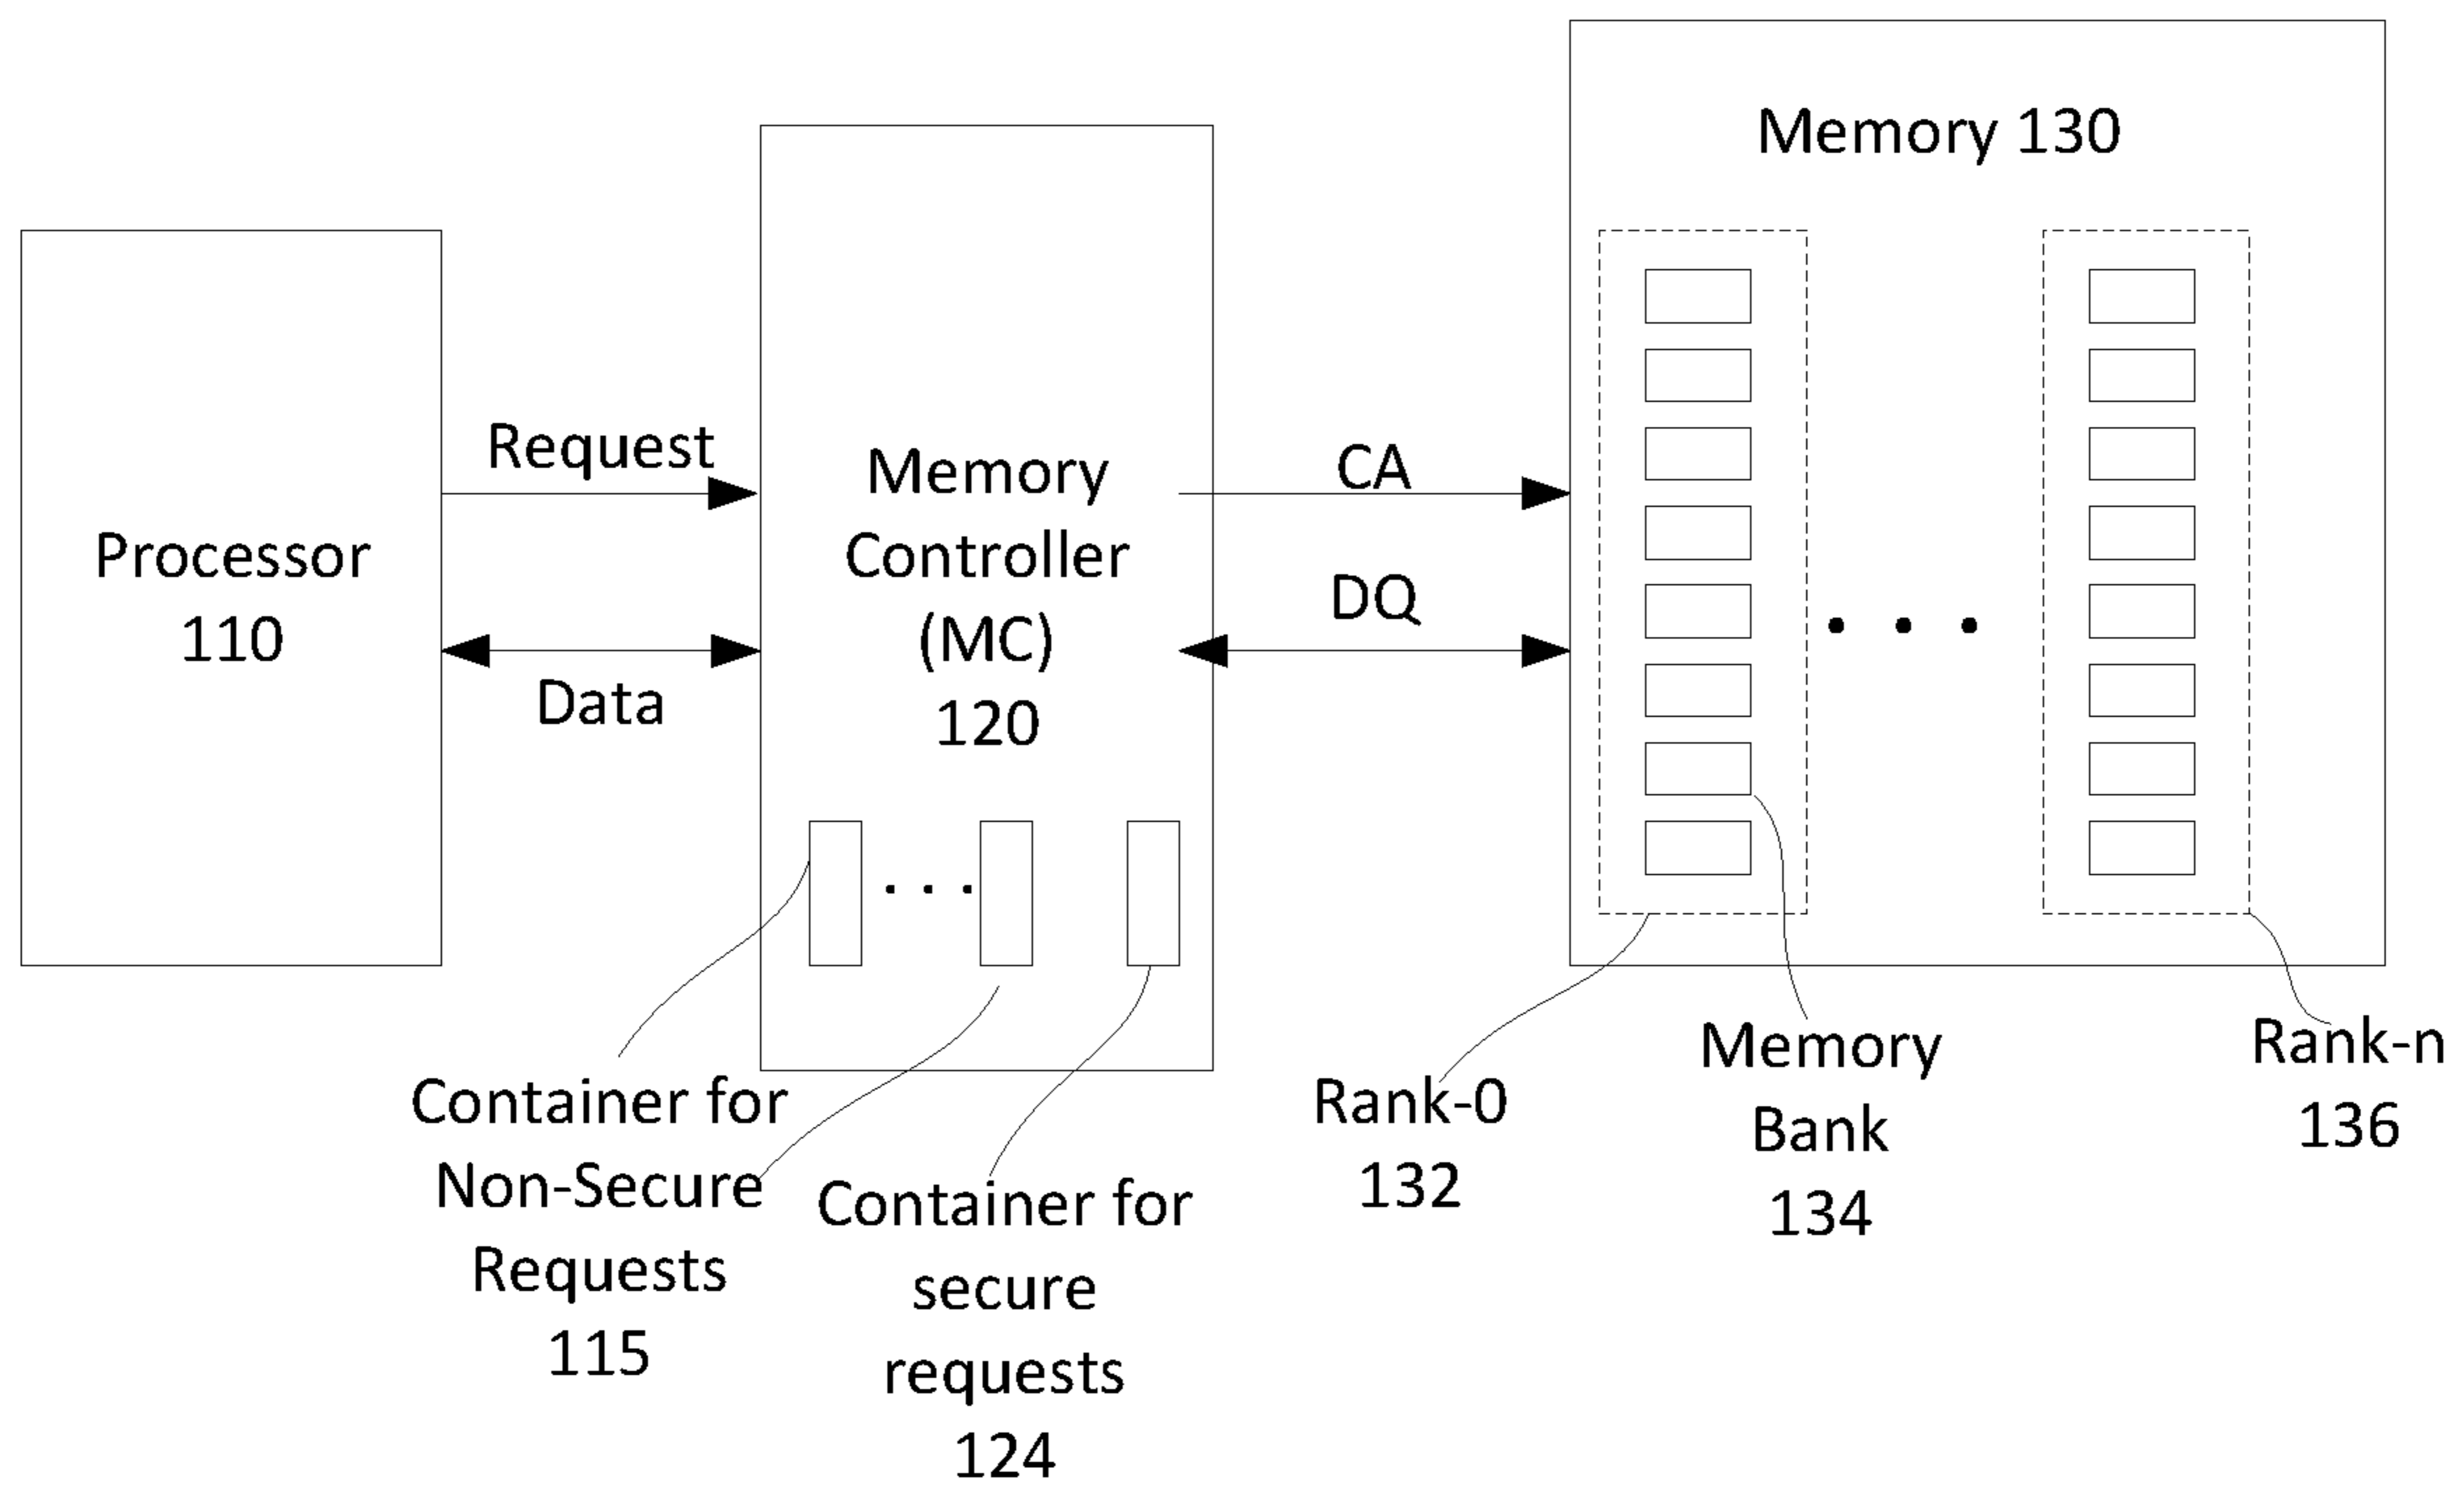 Memory 130
Processor
110
Request
Data
Memory
Controller
(MC)
120
CA
DQ
Container for
Non-Secure
Requests
115
Container for
secure
requests
124
Rank-0
132
Memory
Bank
134
Rank-n
136